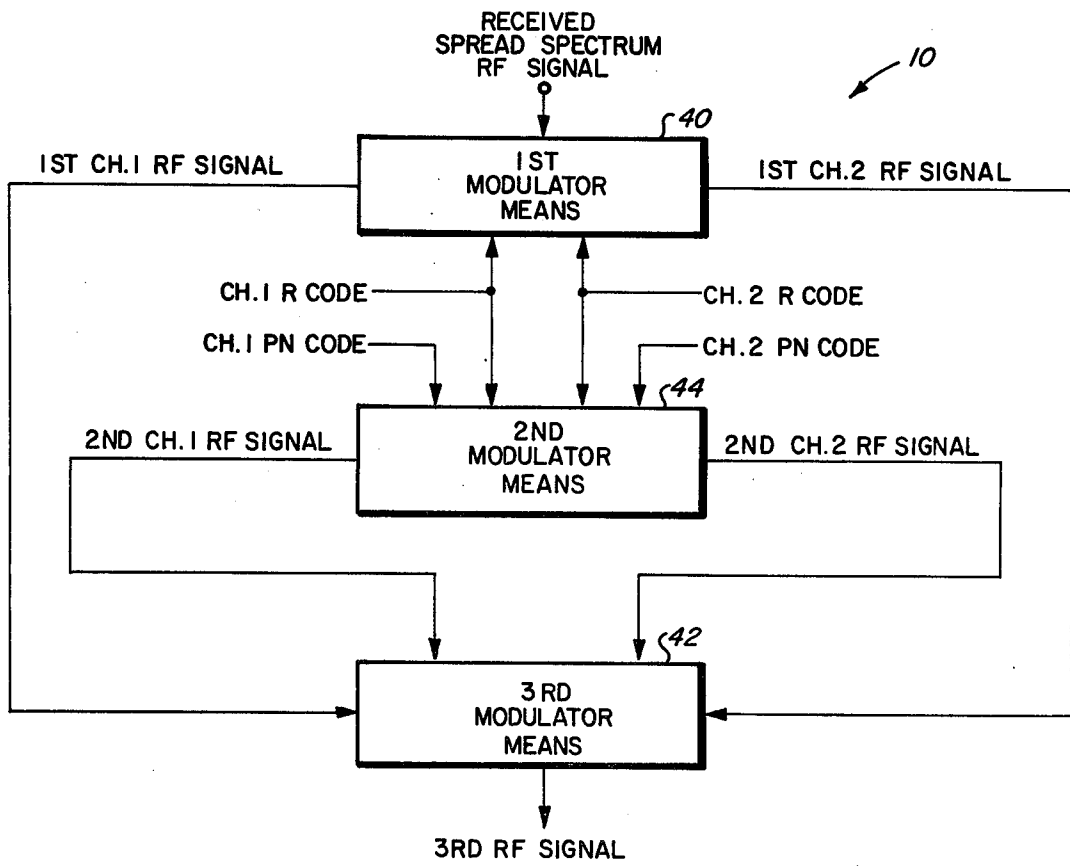 RECEIVED
SPREAD SPECTRUM
RF SIGNAL
10
40
1ST CH.1 RF SIGNAL
1ST
MODULATOR
MEANS
1ST CH.2 RF SIGNAL
CH.1 R CODE
CH.2 R CODE
CH.1 PN CODE
CH.2 PN CODE
44
2ND CH.1 RF SIGNAL
2ND
MODULATOR
MEANS
2ND CH.2 RF SIGNAL
42
3RD
MODULATOR
MEANS
3RD RF SIGNAL